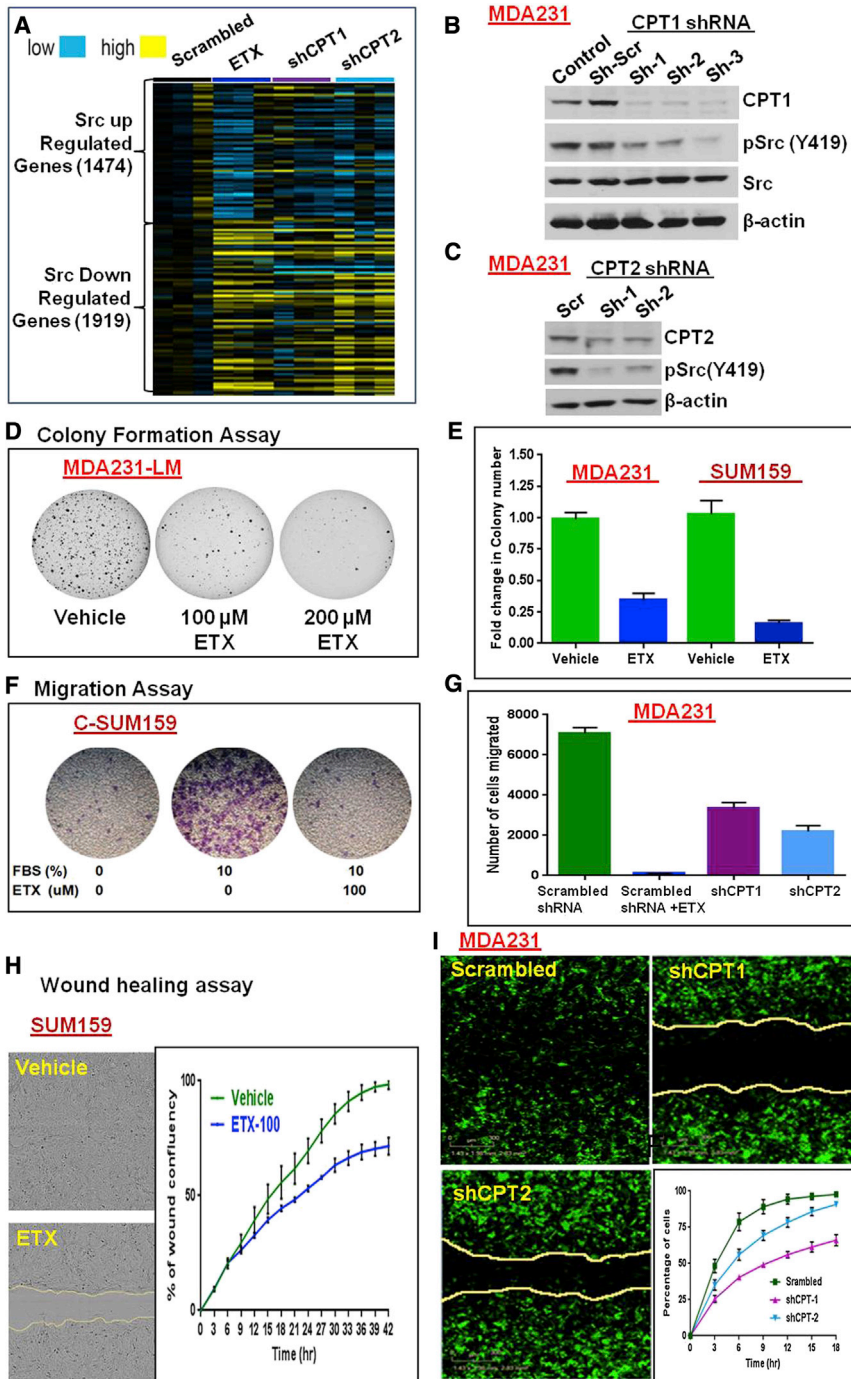 A
low
high
Scrambled
ETX
shCPT1
shCPT2
Src up
Regulated
Genes (1474)
Src Down
Regulated
Genes (1919)
B
MDA231
CPT1 shRNA
Control
Sh-Scr
Sh-1
Sh-2
Sh-3
CPT1
pSrc (Y419)
Src
β-actin
C
MDA231
CPT2 shRNA
Scr
Sh-1
Sh-2
CPT2
pSrc(Y419)
β-actin
D Colony Formation Assay
MDA231-LM
Vehicle
100 µM
ETX
200 µM
ETX
E
MDA231
SUM159
Fold change in Colony number
1.50
1.25
1.00
0.75
0.50
0.25
0.00
Vehicle ETX Vehicle ETX
F Migration Assay
C-SUM159
FBS (%) 0 10 10
ETX (uM) 0 0 100
G
MDA231
Number of cells migrated
8000
6000
4000
2000
0
Scrambled
shRNA
Scrambled
shRNA +ETX
shCPT1
shCPT2
H
Wound healing assay
SUM159
Vehicle
ETX
% of wound confluency
100
50
0
Vehicle
ETX-100
0 3 6 9 12 15 18 21 24 27 30 33 36 39 42
Time (hr)
I
MDA231
Scrambled
shCPT1
shCPT2
Percentage of cells
100
75
50
25
0
Srambled
shCPT-1
shCPT-2
0 3 6 9 12 15 18
Time (hr)